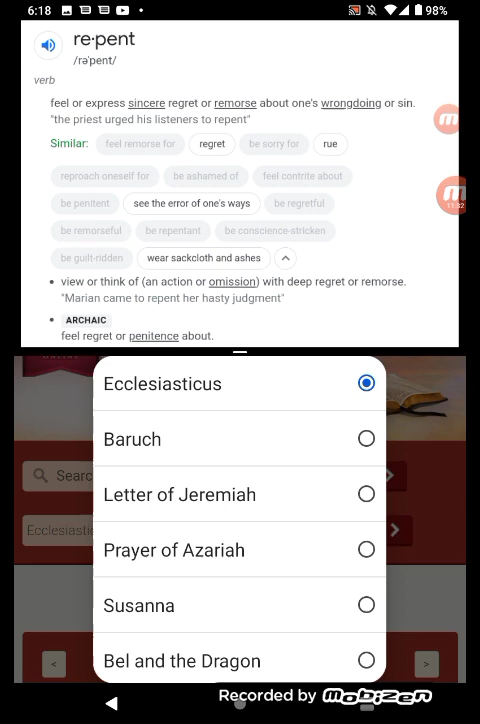 6:18
98%
re·pent
/rəˈpent/
verb
feel or express sincere regret or remorse about one's wrongdoing or sin.
"the priest urged his listeners to repent"
Similar: feel remorse for regret be sorry for rue
reproach oneself for be ashamed of feel contrite about
be penitent see the error of one's ways be regretful
be remorseful be repentant be conscience-stricken
be guilt-ridden wear sackcloth and ashes
• view or think of (an action or omission) with deep regret or remorse.
"Marian came to repent her hasty judgment"
• ARCHAIC
feel regret or penitence about.
m
m
11:32
ONLINE
Ecclesiasticus
Baruch
Searc
Letter of Jeremiah
Ecclesiastic
Prayer of Azariah
Susanna
Bel and the Dragon
< >
Recorded by Mobizen